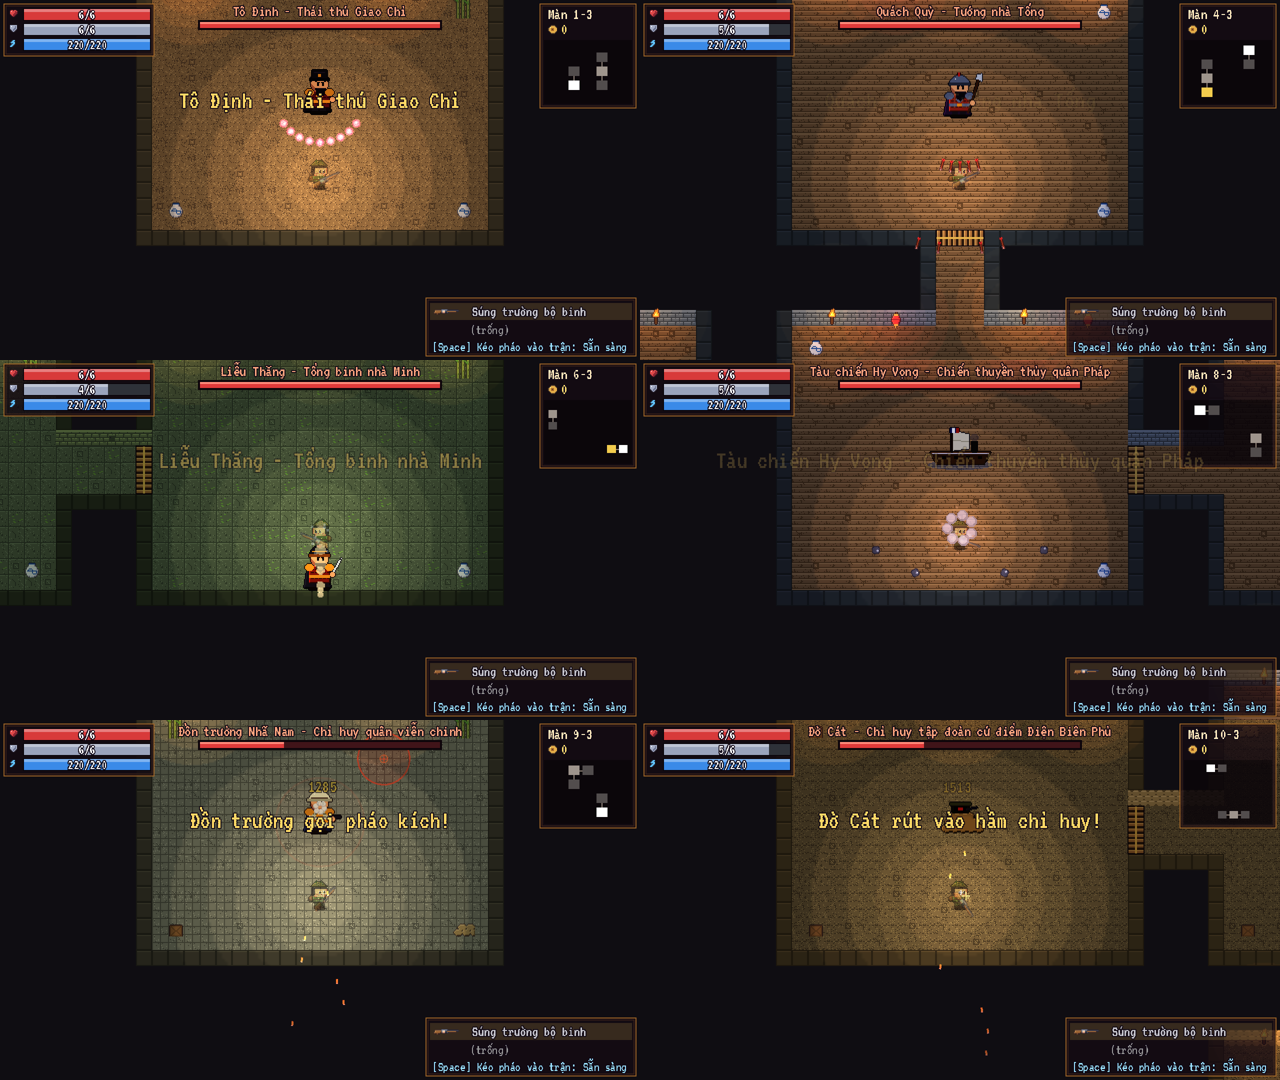 6/6
6/6
220/220
Tô Định - Thái thú Giao Chỉ
Màn 1-3
0
Tô Định - Thái thú Giao Chỉ
Súng trường bộ binh
(trống)
[Space] Kéo pháo vào trận: Sẵn sàng
6/6
5/6
220/220
Quách Quỳ - Tướng nhà Tống
Màn 4-3
0
Súng trường bộ binh
(trống)
[Space] Kéo pháo vào trận: Sẵn sàng
6/6
4/6
220/220
Liễu Thăng - Tổng binh nhà Minh
Màn 6-3
0
Liễu Thăng - Tổng binh nhà Minh
Súng trường bộ binh
(trống)
[Space] Kéo pháo vào trận: Sẵn sàng
6/6
5/6
220/220
Tàu chiến Hy Vọng - Chiến thuyền thủy quân Pháp
Màn 8-3
0
Tàu chiến Hy Vọng - Chiến thuyền thủy quân Pháp
Súng trường bộ binh
(trống)
[Space] Kéo pháo vào trận: Sẵn sàng
6/6
6/6
220/220
Đồn trưởng Nhã Nam - Chỉ huy quân viễn chinh
Màn 9-3
0
1285
Đồn trưởng gọi pháo kích!
Súng trường bộ binh
(trống)
[Space] Kéo pháo vào trận: Sẵn sàng
6/6
5/6
220/220
Đờ Cát - Chỉ huy tập đoàn cứ điểm Điện Biên Phủ
Màn 10-3
0
1513
Đờ Cát rút vào hầm chỉ huy!
Súng trường bộ binh
(trống)
[Space] Kéo pháo vào trận: Sẵn sàng